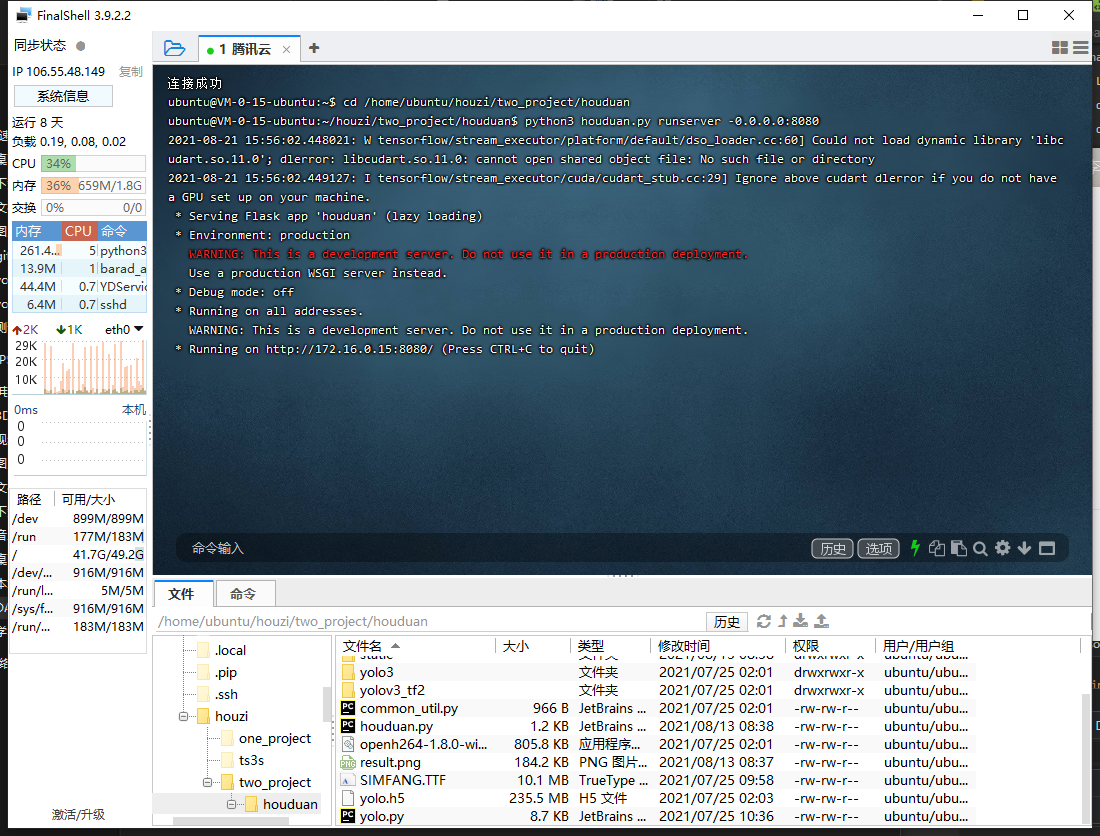 FinalShell 3.9.2.2
同步状态
IP 106.55.48.149 复制
系统信息
运行 8 天
负载 0.19, 0.08, 0.02
CPU 34%
内存 36% 659M/1.8G
交换 0% 0/0
内存 CPU 命令
261.4... 5 python3
13.9M 1 barad_a
44.4M 0.7 YDServic
6.4M 0.7 sshd
2K 1K eth0
29K
20K
10K
0ms 本机
0
0
0
路径 可用/大小
/dev 899M/899M
/run 177M/183M
/ 41.7G/49.2G
/dev/... 916M/916M
/run/l... 5M/5M
/sys/f... 916M/916M
/run/... 183M/183M
激活/升级
1 腾讯云
连接成功
ubuntu@VM-0-15-ubuntu:~$ cd /home/ubuntu/houzi/two_project/houduan
ubuntu@VM-0-15-ubuntu:~/houzi/two_project/houduan$ python3 houduan.py runserver -0.0.0.0:8080
2021-08-21 15:56:02.448021: W tensorflow/stream_executor/platform/default/dso_loader.cc:60] Could not load dynamic library 'libc
udart.so.11.0'; dlerror: libcudart.so.11.0: cannot open shared object file: No such file or directory
2021-08-21 15:56:02.449127: I tensorflow/stream_executor/cuda/cudart_stub.cc:29] Ignore above cudart dlerror if you do not have
a GPU set up on your machine.
* Serving Flask app 'houduan' (lazy loading)
* Environment: production
WARNING: This is a development server. Do not use it in a production deployment.
Use a production WSGI server instead.
* Debug mode: off
* Running on all addresses.
WARNING: This is a development server. Do not use it in a production deployment.
* Running on http://172.16.0.15:8080/ (Press CTRL+C to quit)
命令输入 历史 选项
文件 命令
/home/ubuntu/houzi/two_project/houduan 历史
.local
.pip
.ssh
houzi
one_project
ts3s
two_project
houduan
文件名 大小 类型 修改时间 权限 用户/用户组
static 文件夹 2021/08/13 08:38 drwxrwxr-x ubuntu/ubu...
yolo3 文件夹 2021/07/25 02:01 drwxrwxr-x ubuntu/ubu...
yolov3_tf2 文件夹 2021/07/25 02:01 drwxrwxr-x ubuntu/ubu...
common_util.py 966 B JetBrains ... 2021/07/25 02:01 -rw-rw-r-- ubuntu/ubu...
houduan.py 1.2 KB JetBrains ... 2021/08/13 08:38 -rw-rw-r-- ubuntu/ubu...
openh264-1.8.0-wi... 805.8 KB 应用程序... 2021/07/25 02:01 -rw-rw-r-- ubuntu/ubu...
result.png 184.2 KB PNG 图片... 2021/08/13 08:37 -rw-rw-r-- ubuntu/ubu...
SIMFANG.TTF 10.1 MB TrueType ... 2021/07/25 09:58 -rw-rw-r-- ubuntu/ubu...
yolo.h5 235.5 MB H5 文件 2021/07/25 02:03 -rw-rw-r-- ubuntu/ubu...
yolo.py 8.7 KB JetBrains ... 2021/07/25 10:36 -rw-rw-r-- ubuntu/ubu...